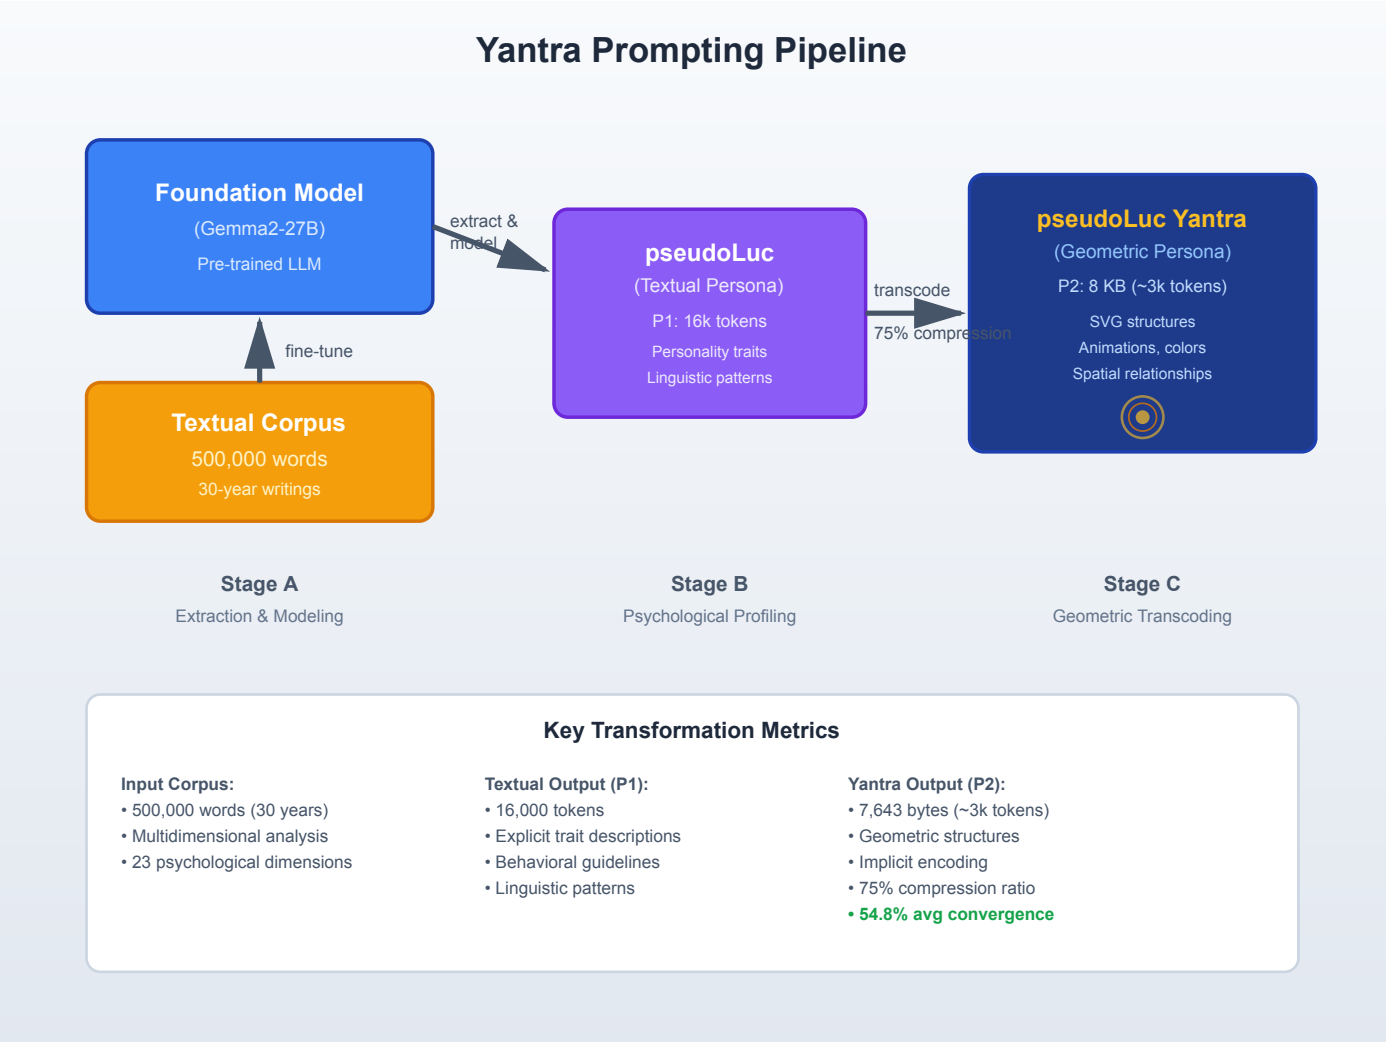 Yantra Prompting Pipeline
Foundation Model
(Gemma2-27B)
Pre-trained LLM
extract &
model
fine-tune
Textual Corpus
500,000 words
30-year writings
pseudoLuc
(Textual Persona)
P1: 16k tokens
Personality traits
Linguistic patterns
transcode
75% compression
pseudoLuc Yantra
(Geometric Persona)
P2: 8 KB (~3k tokens)
SVG structures
Animations, colors
Spatial relationships
Stage A
Extraction & Modeling
Stage B
Psychological Profiling
Stage C
Geometric Transcoding
Key Transformation Metrics
Input Corpus:
• 500,000 words (30 years)
• Multidimensional analysis
• 23 psychological dimensions
Textual Output (P1):
• 16,000 tokens
• Explicit trait descriptions
• Behavioral guidelines
• Linguistic patterns
Yantra Output (P2):
• 7,643 bytes (~3k tokens)
• Geometric structures
• Implicit encoding
• 75% compression ratio
• 54.8% avg convergence